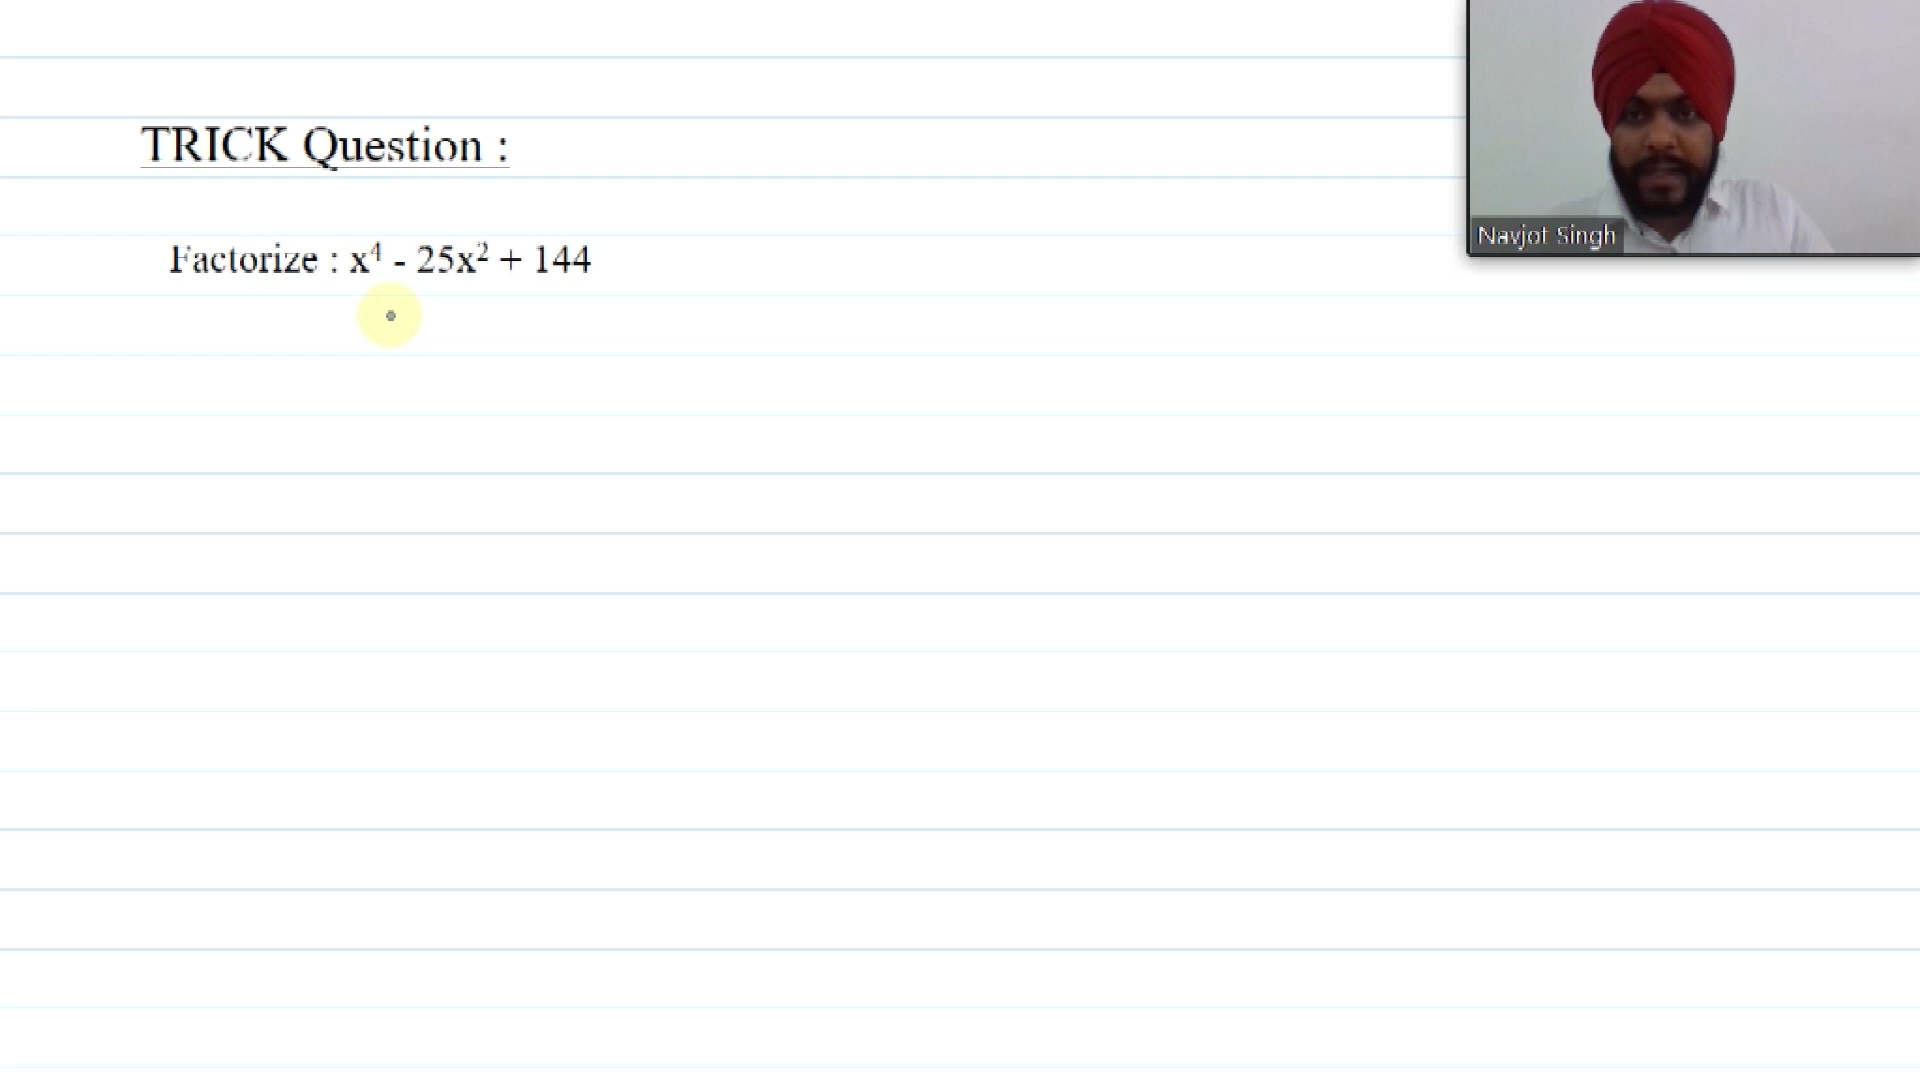 TRICK Question :
Factorize : x⁴ - 25x² + 144
Navjot Singh